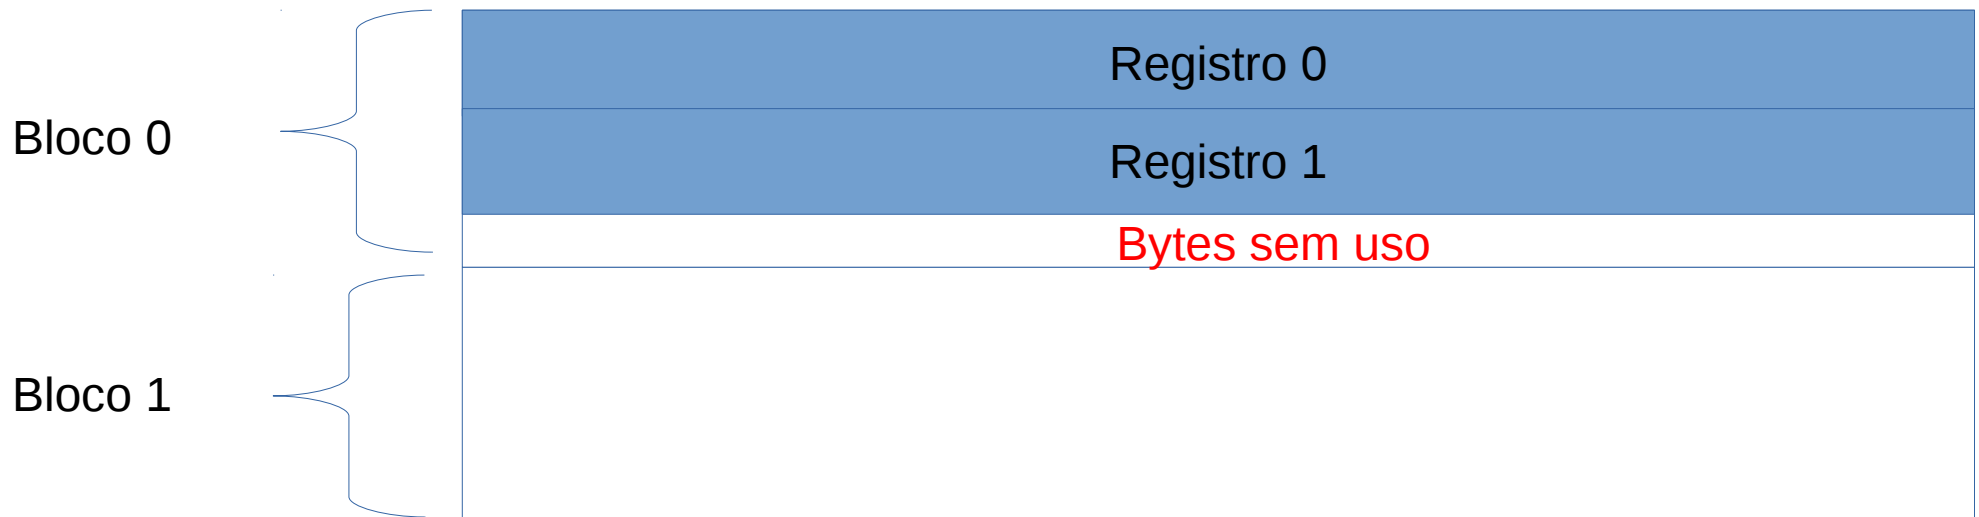 Registro 0
Bloco 0
Registro 1
Bytes sem uso
Bloco 1